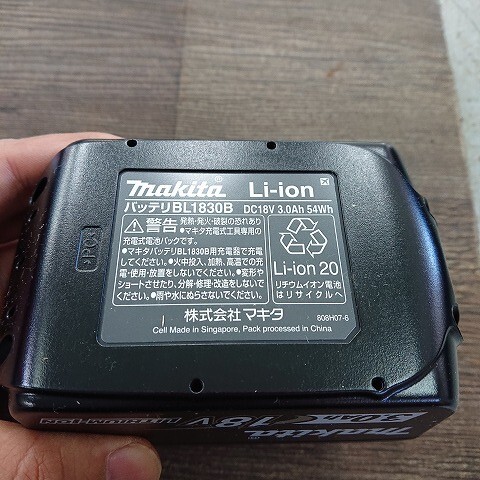 makita Li-ion
バッテリBL1830B DC18V 3.0Ah 54Wh
警告 発熱・発火・破裂の恐れあり
●マキタ充電式工具専用の
充電式電池パックです。
●マキタバッテリBL1830B用充電器で充電
してください。●火中投入、加熱、高温での充
電・使用・放置をしないでください。●変形や
ショートさせたり、分解・修理・改造をしないで
ください。●雨や水にぬらさないでください。
Li-ion 20
リチウムイオン電池
はリサイクルへ
株式会社マキタ
808H07-6
Cell Made in Singapore, Pack processed in China
>PC<
makita
18V LITHIUM-ION
3.0Ah